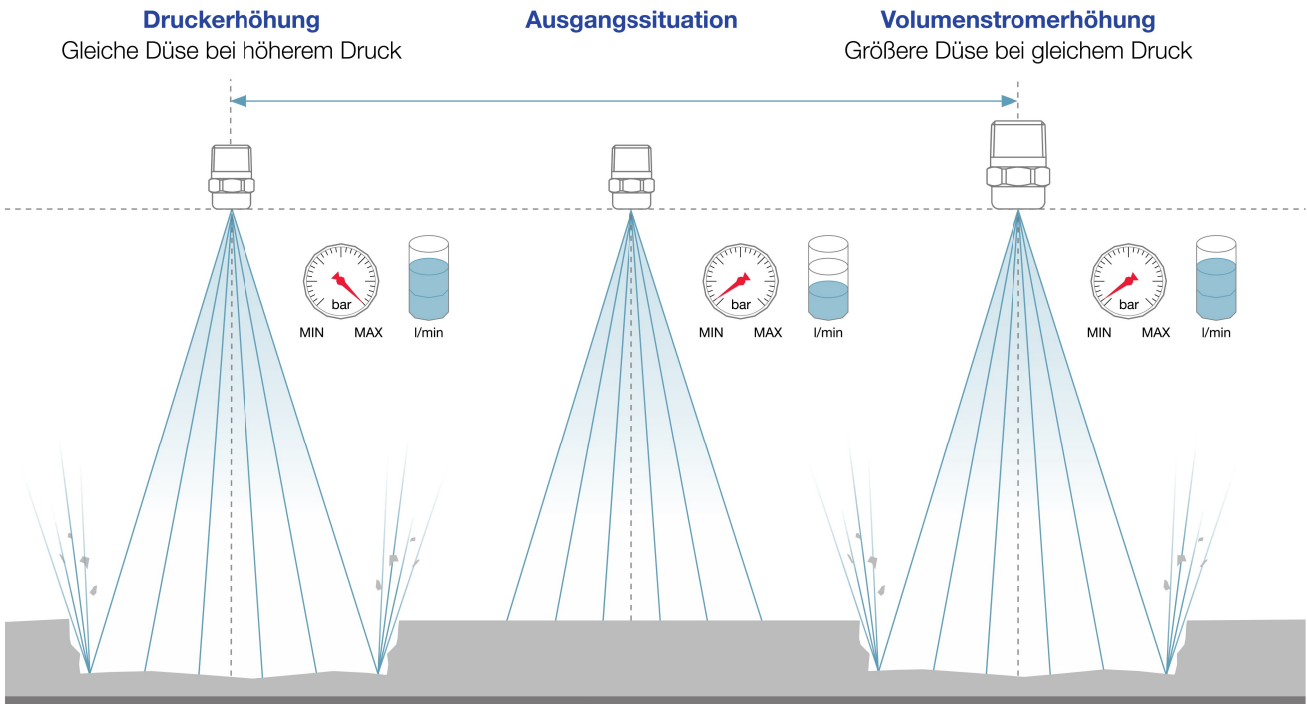 Druckerhöhung
Gleiche Düse bei höherem Druck
Ausgangssituation
Volumenstromerhöhung
Größere Düse bei gleichem Druck
bar
MIN MAX l/min
bar
MIN MAX l/min
bar
MIN MAX l/min